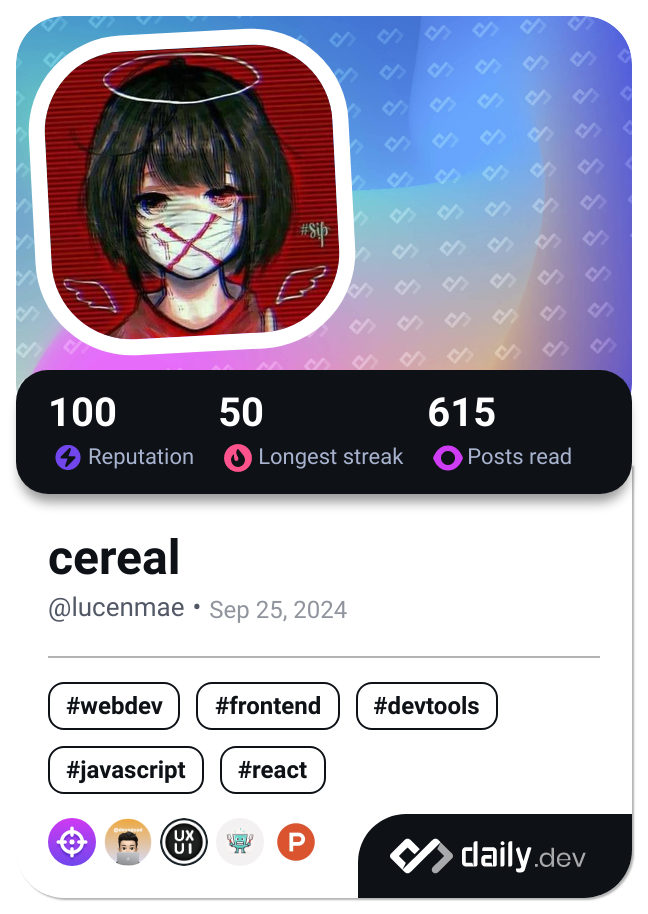 #Sip
100 50 615
Reputation Longest streak Posts read
cereal
@lucenmae • Sep 25, 2024
#webdev #frontend #devtools
#javascript #react
UX
UI
P
daily.dev